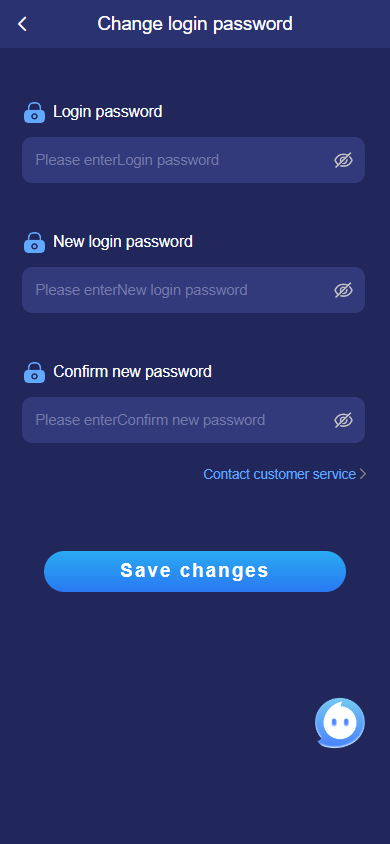 Change login password
Login password
Please enterLogin password
New login password
Please enterNew login password
Confirm new password
Please enterConfirm new password
Contact customer service
Save changes